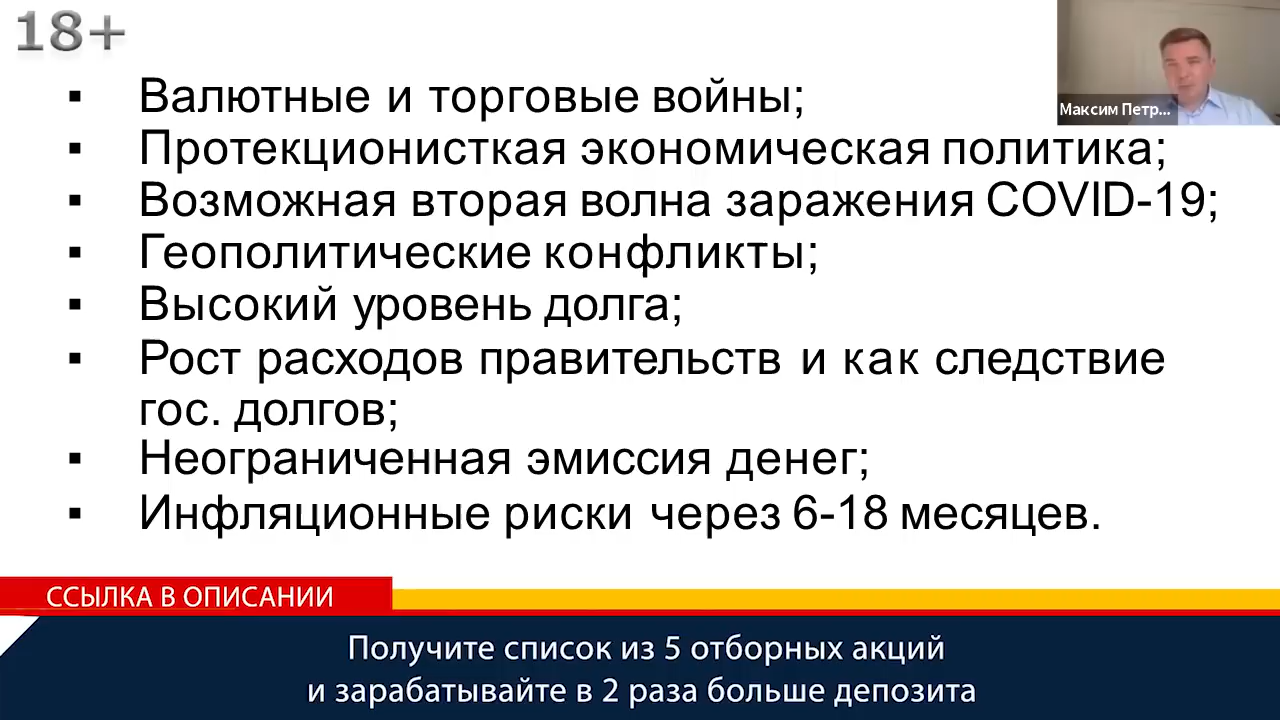 18+
Максим Петр...
▪ Валютные и торговые войны;
▪ Протекционисткая экономическая политика;
▪ Возможная вторая волна заражения COVID-19;
▪ Геополитические конфликты;
▪ Высокий уровень долга;
▪ Рост расходов правительств и как следствие
гос. долгов;
▪ Неограниченная эмиссия денег;
▪ Инфляционные риски через 6-18 месяцев.
ССЫЛКА В ОПИСАНИИ
Получите список из 5 отборных акций
и зарабатывайте в 2 раза больше депозита